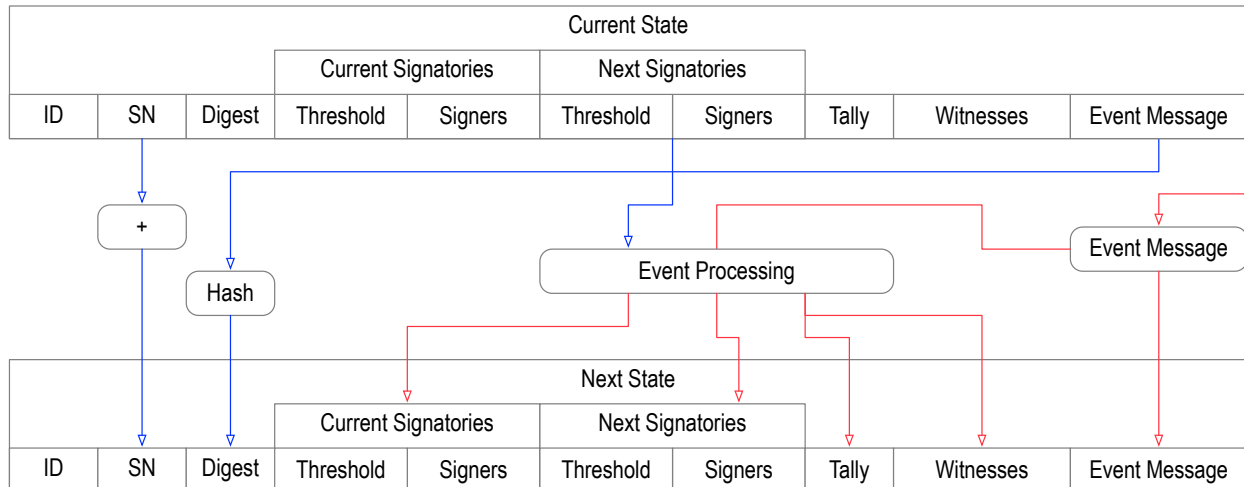 Current State
Current Signatories Next Signatories
ID SN Digest Threshold Signers Threshold Signers Tally Witnesses Event Message
+
Event Message
Event Processing
Hash
Next State
Current Signatories Next Signatories
ID SN Digest Threshold Signers Threshold Signers Tally Witnesses Event Message